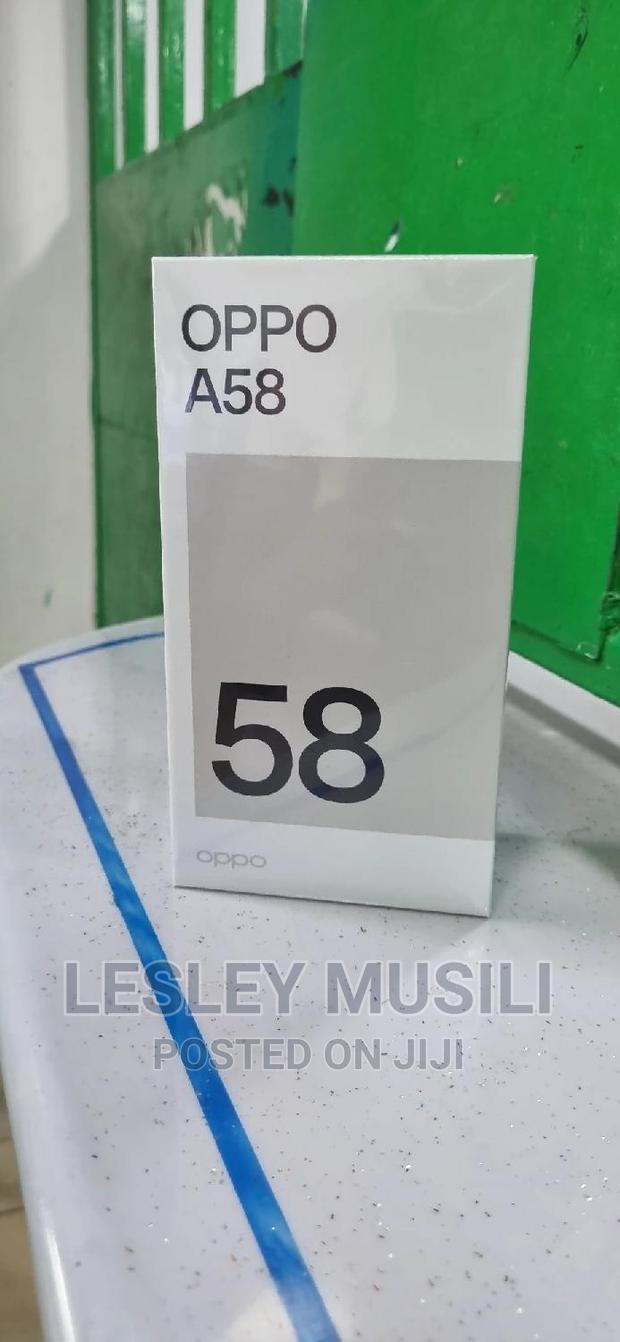 OPPO
A58
58
oppo
LESLEY MUSILI
POSTED ON JIJI